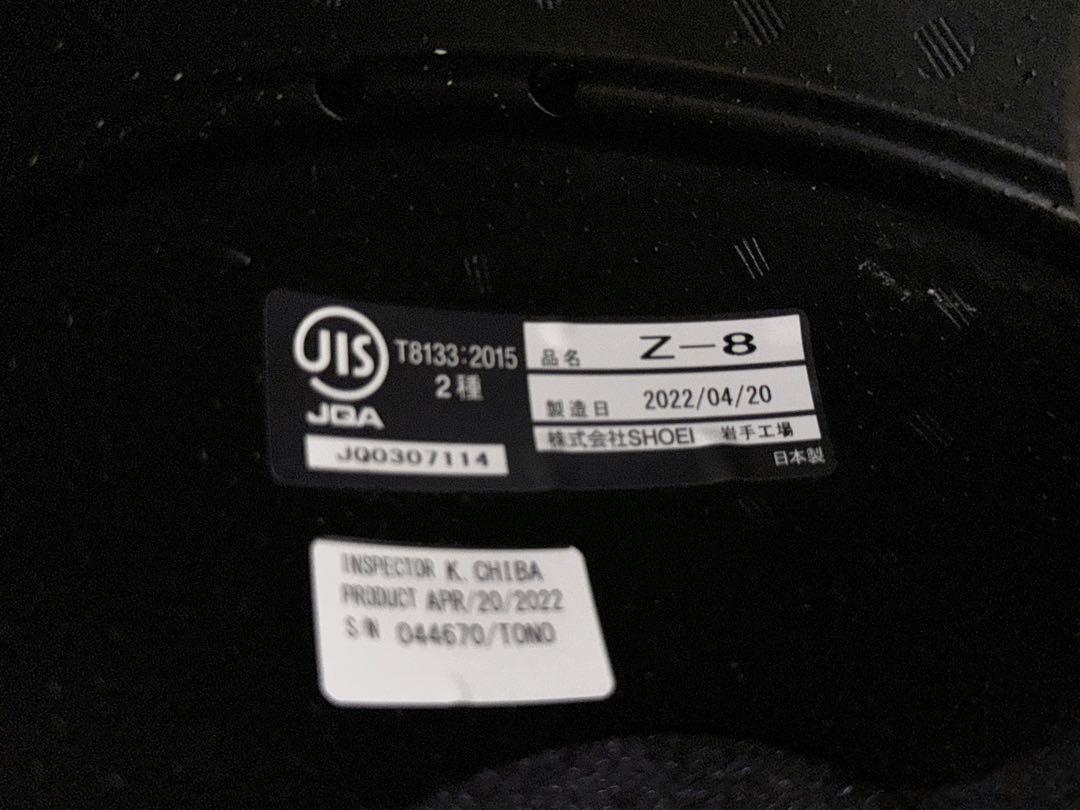 JIS
JQA
T8133:2015
2種
JQ0307114
品名 Z-8
製造日 2022/04/20
株式会社SHOEI 岩手工場
日本製
INSPECTOR K. CHIBA
PRODUCT APR/20/2022
S/N 044670/TONO